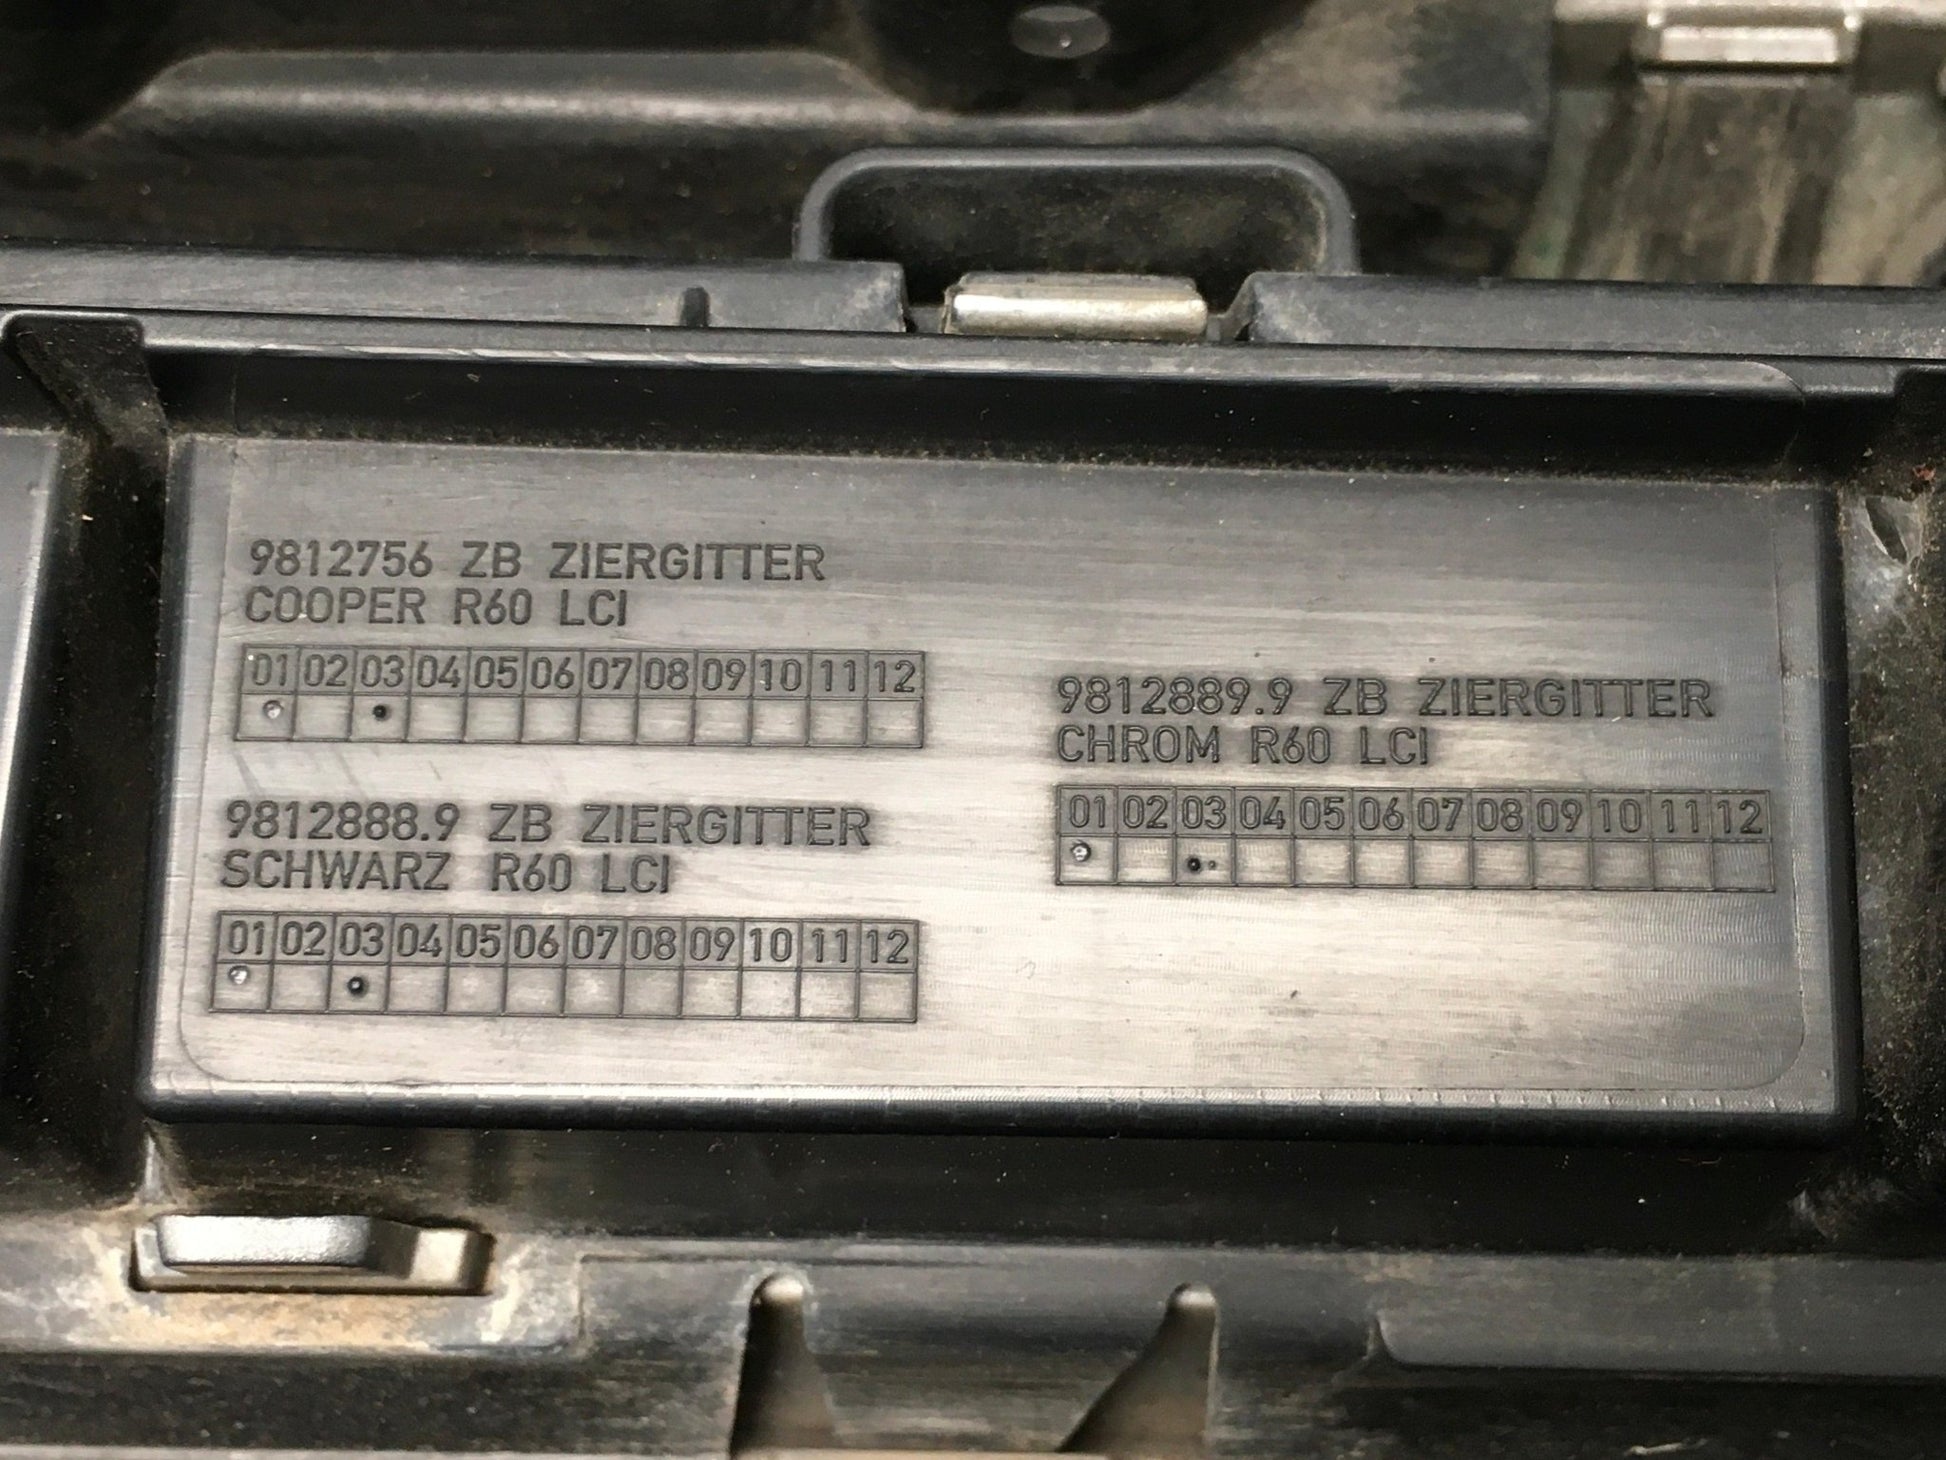 9812756 ZB ZIERGITTER
COOPER R60 LCI
01 02 03 04 05 06 07 08 09 10 11 12
9812888.9 ZB ZIERGITTER
SCHWARZ R60 LCI
01 02 03 04 05 06 07 08 09 10 11 12
9812889.9 ZB ZIERGITTER
CHROM R60 LCI
01 02 03 04 05 06 07 08 09 10 11 12